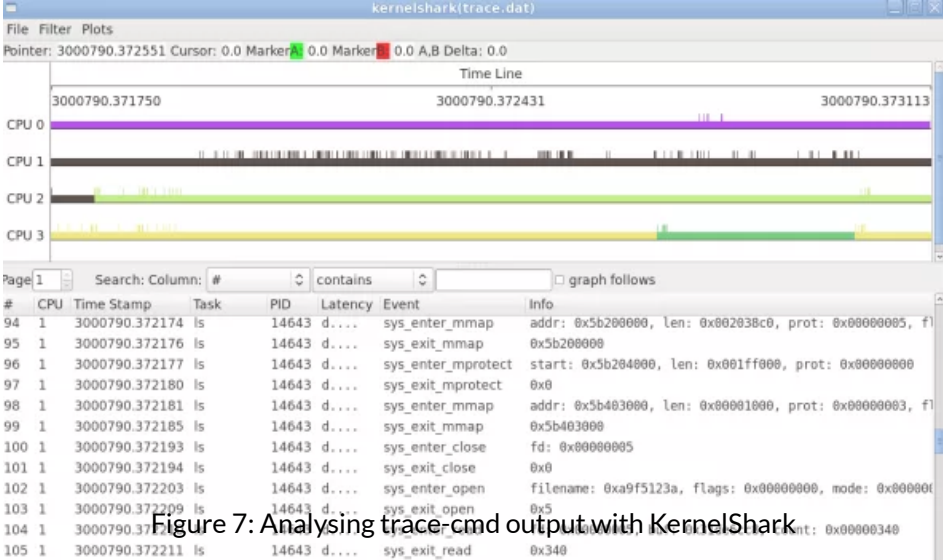 kernelshark(trace.dat)
File Filter Plots
Pointer: 3000790.372551 Cursor: 0.0 MarkerA: 0.0 MarkerB: 0.0 A,B Delta: 0.0
Time Line
3000790.371750 3000790.372431 3000790.373113
CPU 0
CPU 1
CPU 2
CPU 3
Page 1 Search: Column: # contains graph follows
# CPU Time Stamp Task PID Latency Event Info
94 1 3000790.372174 ls 14643 d.... sys_enter_mmap addr: 0x5b200000, len: 0x002038c0, prot: 0x00000005, fl
95 1 3000790.372176 ls 14643 d.... sys_exit_mmap 0x5b200000
96 1 3000790.372177 ls 14643 d.... sys_enter_mprotect start: 0x5b204000, len: 0x001ff000, prot: 0x00000000
97 1 3000790.372180 ls 14643 d.... sys_exit_mprotect 0x0
98 1 3000790.372181 ls 14643 d.... sys_enter_mmap addr: 0x5b403000, len: 0x00001000, prot: 0x00000003, fl
99 1 3000790.372185 ls 14643 d.... sys_exit_mmap 0x5b403000
100 1 3000790.372193 ls 14643 d.... sys_enter_close fd: 0x00000005
101 1 3000790.372194 ls 14643 d.... sys_exit_close 0x0
102 1 3000790.372203 ls 14643 d.... sys_enter_open filename: 0xa9f5123a, flags: 0x00000000, mode: 0x000000
103 1 3000790.372209 ls 14643 d.... sys_exit_open 0x5
Figure 7: Analysing trace-cmd output with KernelShark
104 1 0x00000340
105 1 3000790.372211 ls 14643 d.... sys_exit_read 0x340